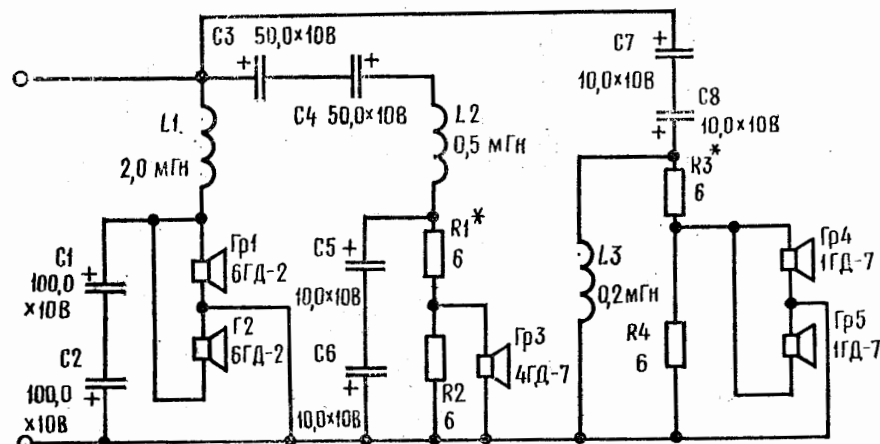 C3 50,0×10В
C4 50,0×10В
C7
10,0×10В
C8
10,0×10В
L1
2,0 мГн
L2
0,5 мГн
R3*
6
C1
100,0
×10В
Гр1
6ГД-2
C5
10,0×10В
R1*
6
L3
0,2мГн
Гр4
1ГД-7
C2
100,0
×10В
Г2
6ГД-2
C6
10,0×10В
R2
6
Гр3
4ГД-7
R4
6
Гр5
1ГД-7